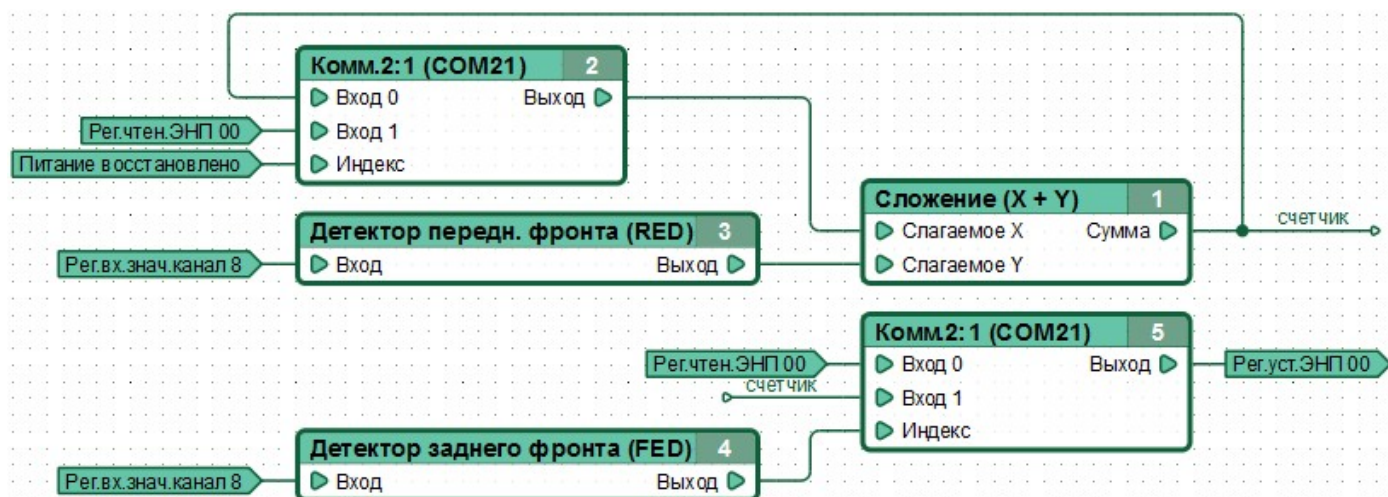 Комм.2:1 (COM21) 2
Вход 0 Выход
Рег.чтен.ЭНП 00 Вход 1
Питание восстановлено Индекс
Сложение (X + Y) 1
Слагаемое X Сумма
счетчик
Слагаемое Y
Детектор передн. фронта (RED) 3
Рег.вх.знач.канал 8 Вход Выход
Комм.2:1 (COM21) 5
Рег.чтен.ЭНП 00 Вход 0 Выход Рег.уст.ЭНП 00
счетчик Вход 1
Индекс
Детектор заднего фронта (FED) 4
Рег.вх.знач.канал 8 Вход Выход